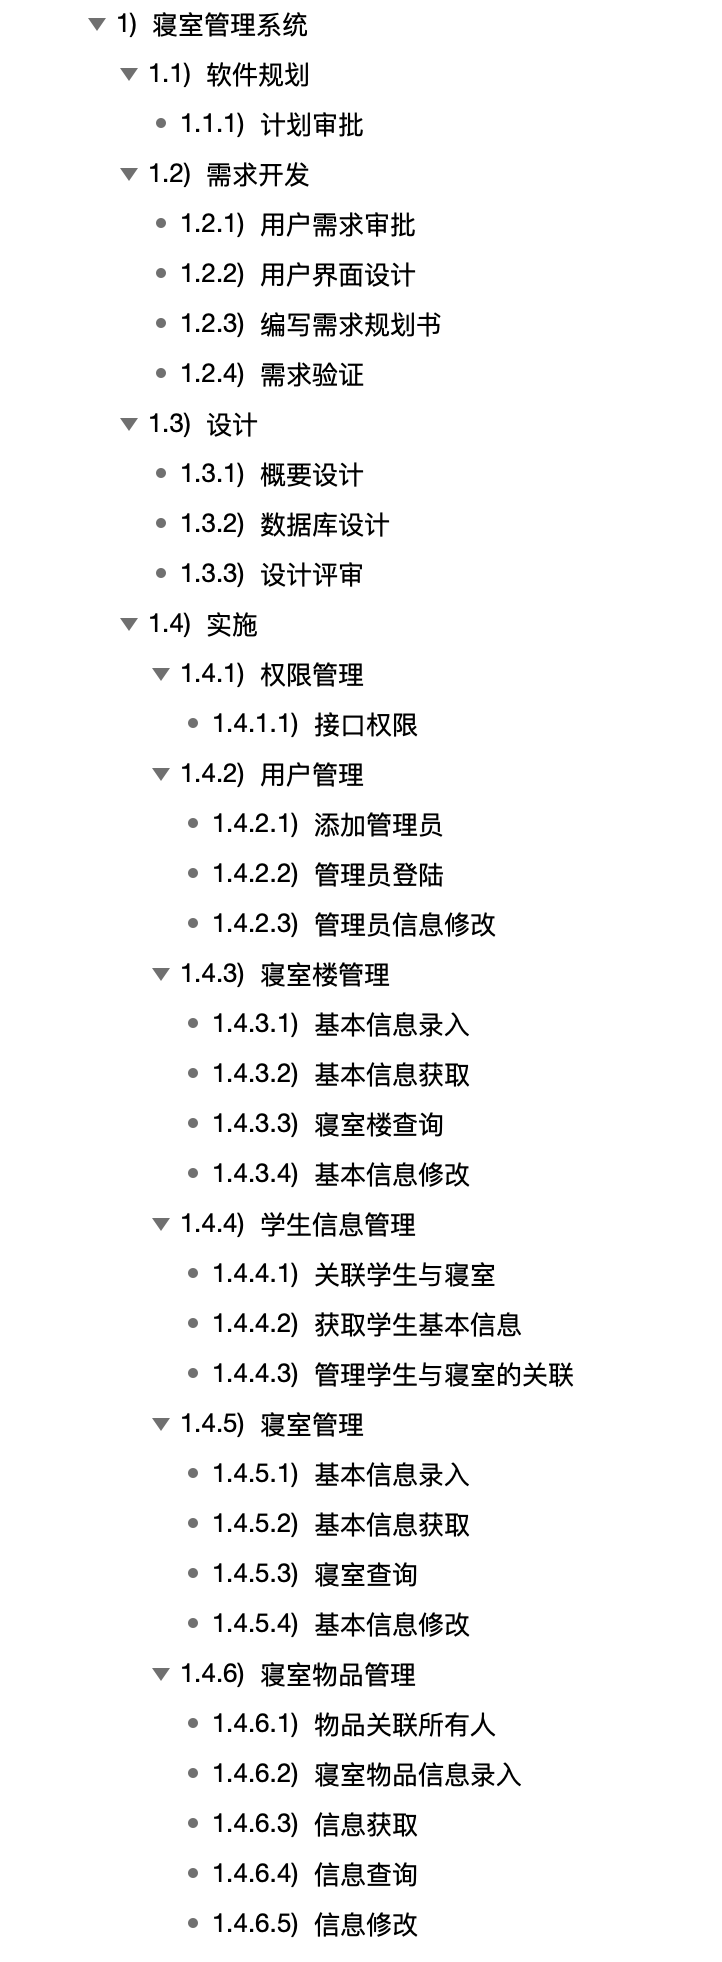 1) 寝室管理系统
1.1) 软件规划
1.1.1) 计划审批
1.2) 需求开发
1.2.1) 用户需求审批
1.2.2) 用户界面设计
1.2.3) 编写需求规划书
1.2.4) 需求验证
1.3) 设计
1.3.1) 概要设计
1.3.2) 数据库设计
1.3.3) 设计评审
1.4) 实施
1.4.1) 权限管理
1.4.1.1) 接口权限
1.4.2) 用户管理
1.4.2.1) 添加管理员
1.4.2.2) 管理员登陆
1.4.2.3) 管理员信息修改
1.4.3) 寝室楼管理
1.4.3.1) 基本信息录入
1.4.3.2) 基本信息获取
1.4.3.3) 寝室楼查询
1.4.3.4) 基本信息修改
1.4.4) 学生信息管理
1.4.4.1) 关联学生与寝室
1.4.4.2) 获取学生基本信息
1.4.4.3) 管理学生与寝室的关联
1.4.5) 寝室管理
1.4.5.1) 基本信息录入
1.4.5.2) 基本信息获取
1.4.5.3) 寝室查询
1.4.5.4) 基本信息修改
1.4.6) 寝室物品管理
1.4.6.1) 物品关联所有人
1.4.6.2) 寝室物品信息录入
1.4.6.3) 信息获取
1.4.6.4) 信息查询
1.4.6.5) 信息修改